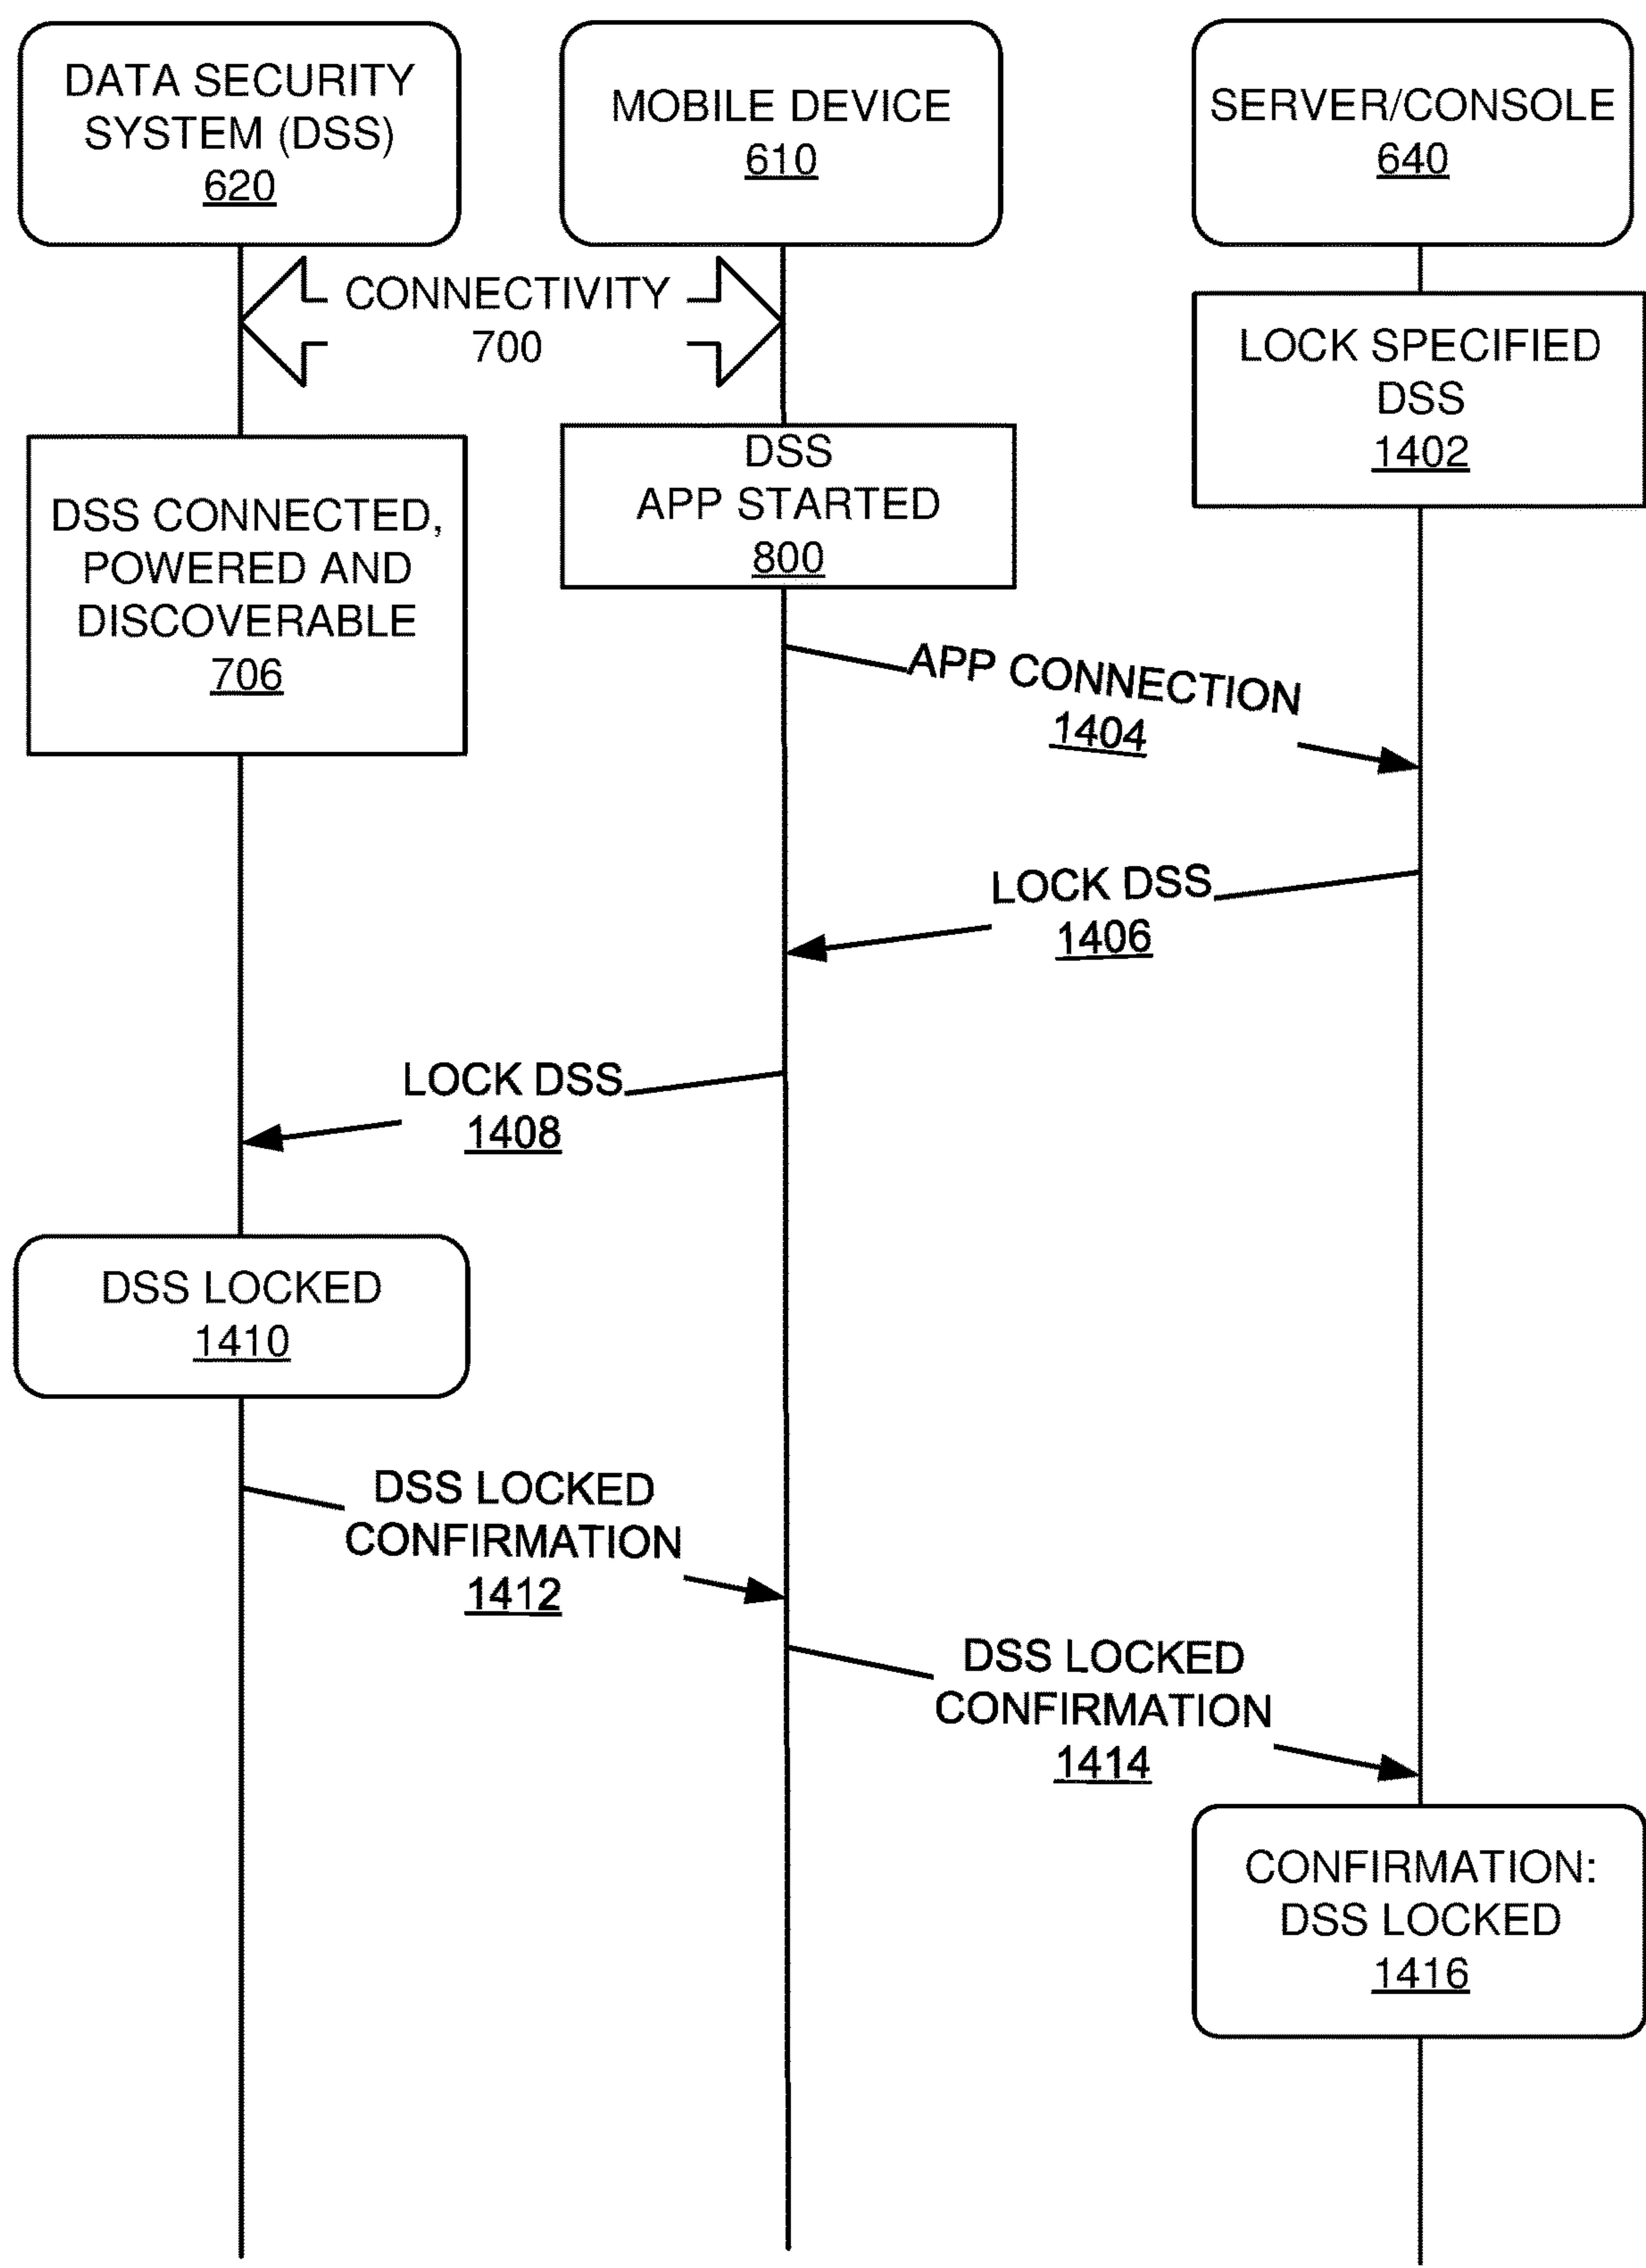 DATA SECURITY
SYSTEM (DSS)
620
MOBILE DEVICE
610
SERVER/CONSOLE
640
CONNECTIVITY
700
LOCK SPECIFIED
DSS
1402
DSS
APP STARTED
800
DSS CONNECTED,
POWERED AND
DISCOVERABLE
706
APP CONNECTION
1404
LOCK DSS
1406
LOCK DSS
1408
DSS LOCKED
1410
DSS LOCKED
CONFIRMATION
1412
DSS LOCKED
CONFIRMATION
1414
CONFIRMATION:
DSS LOCKED
1416